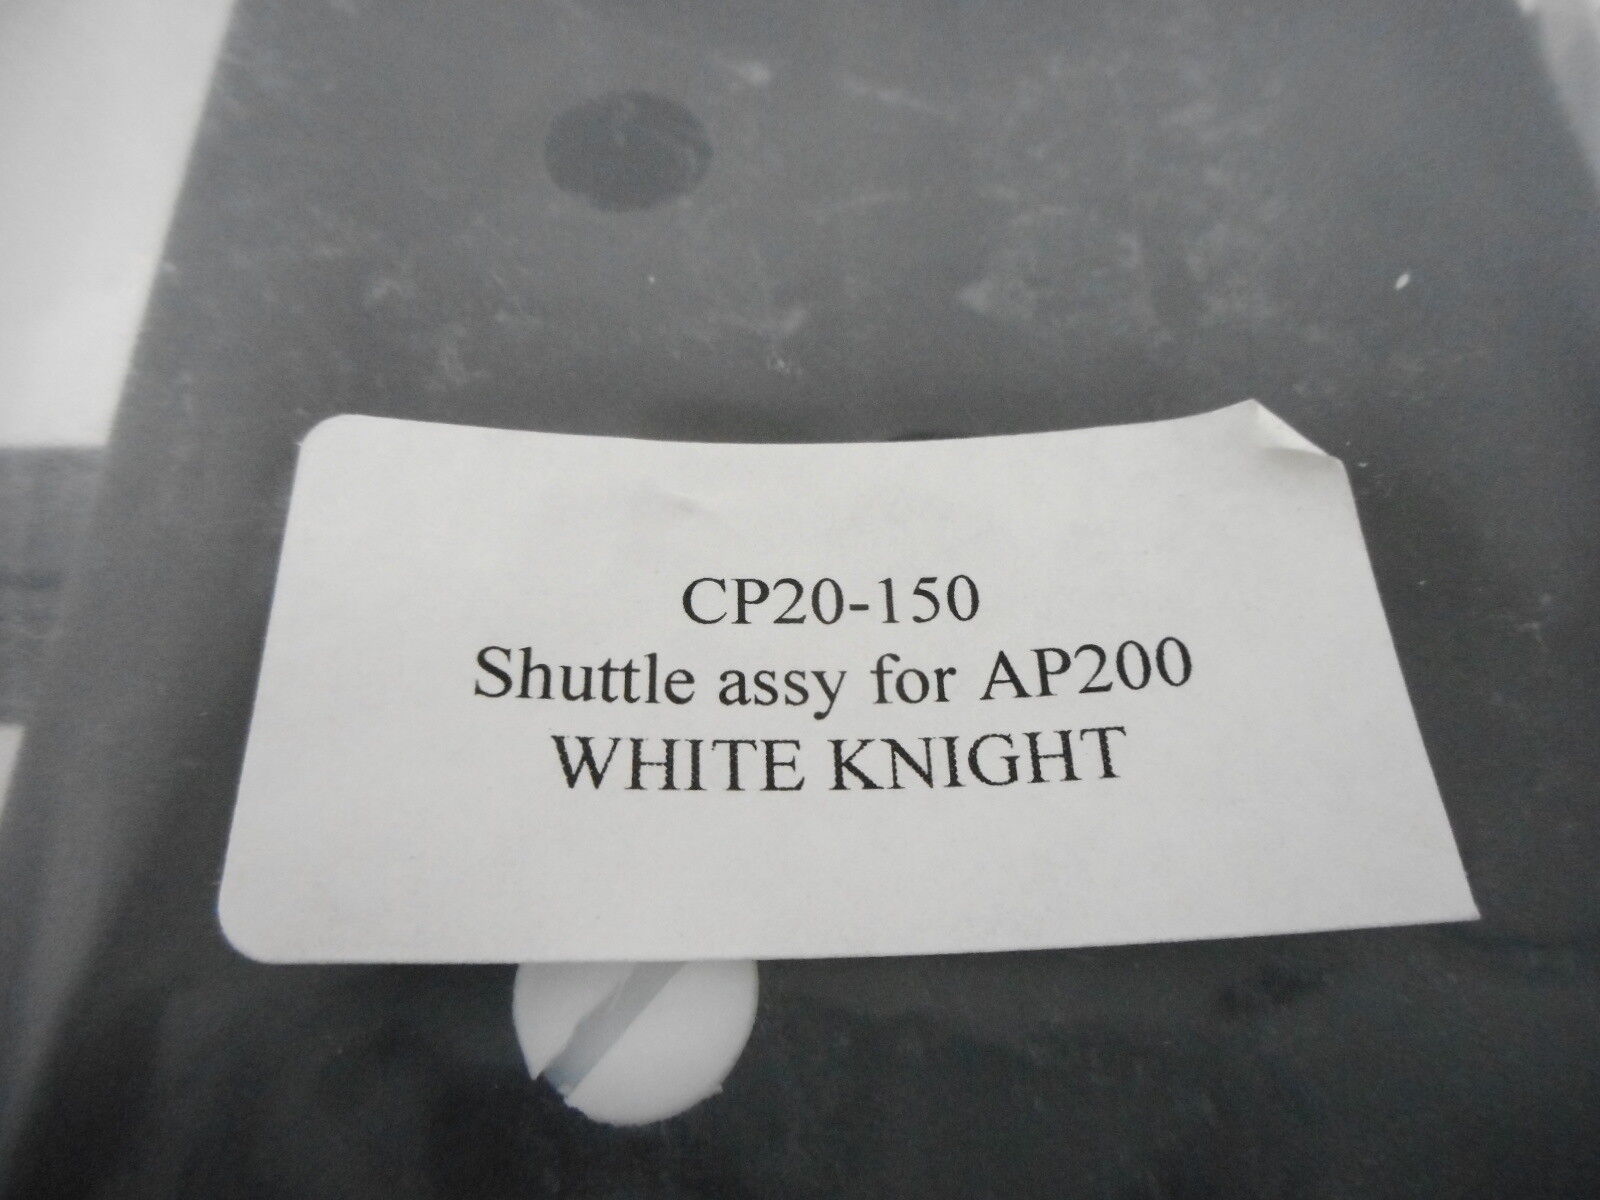 CP20-150
Shuttle assy for AP200
WHITE KNIGHT